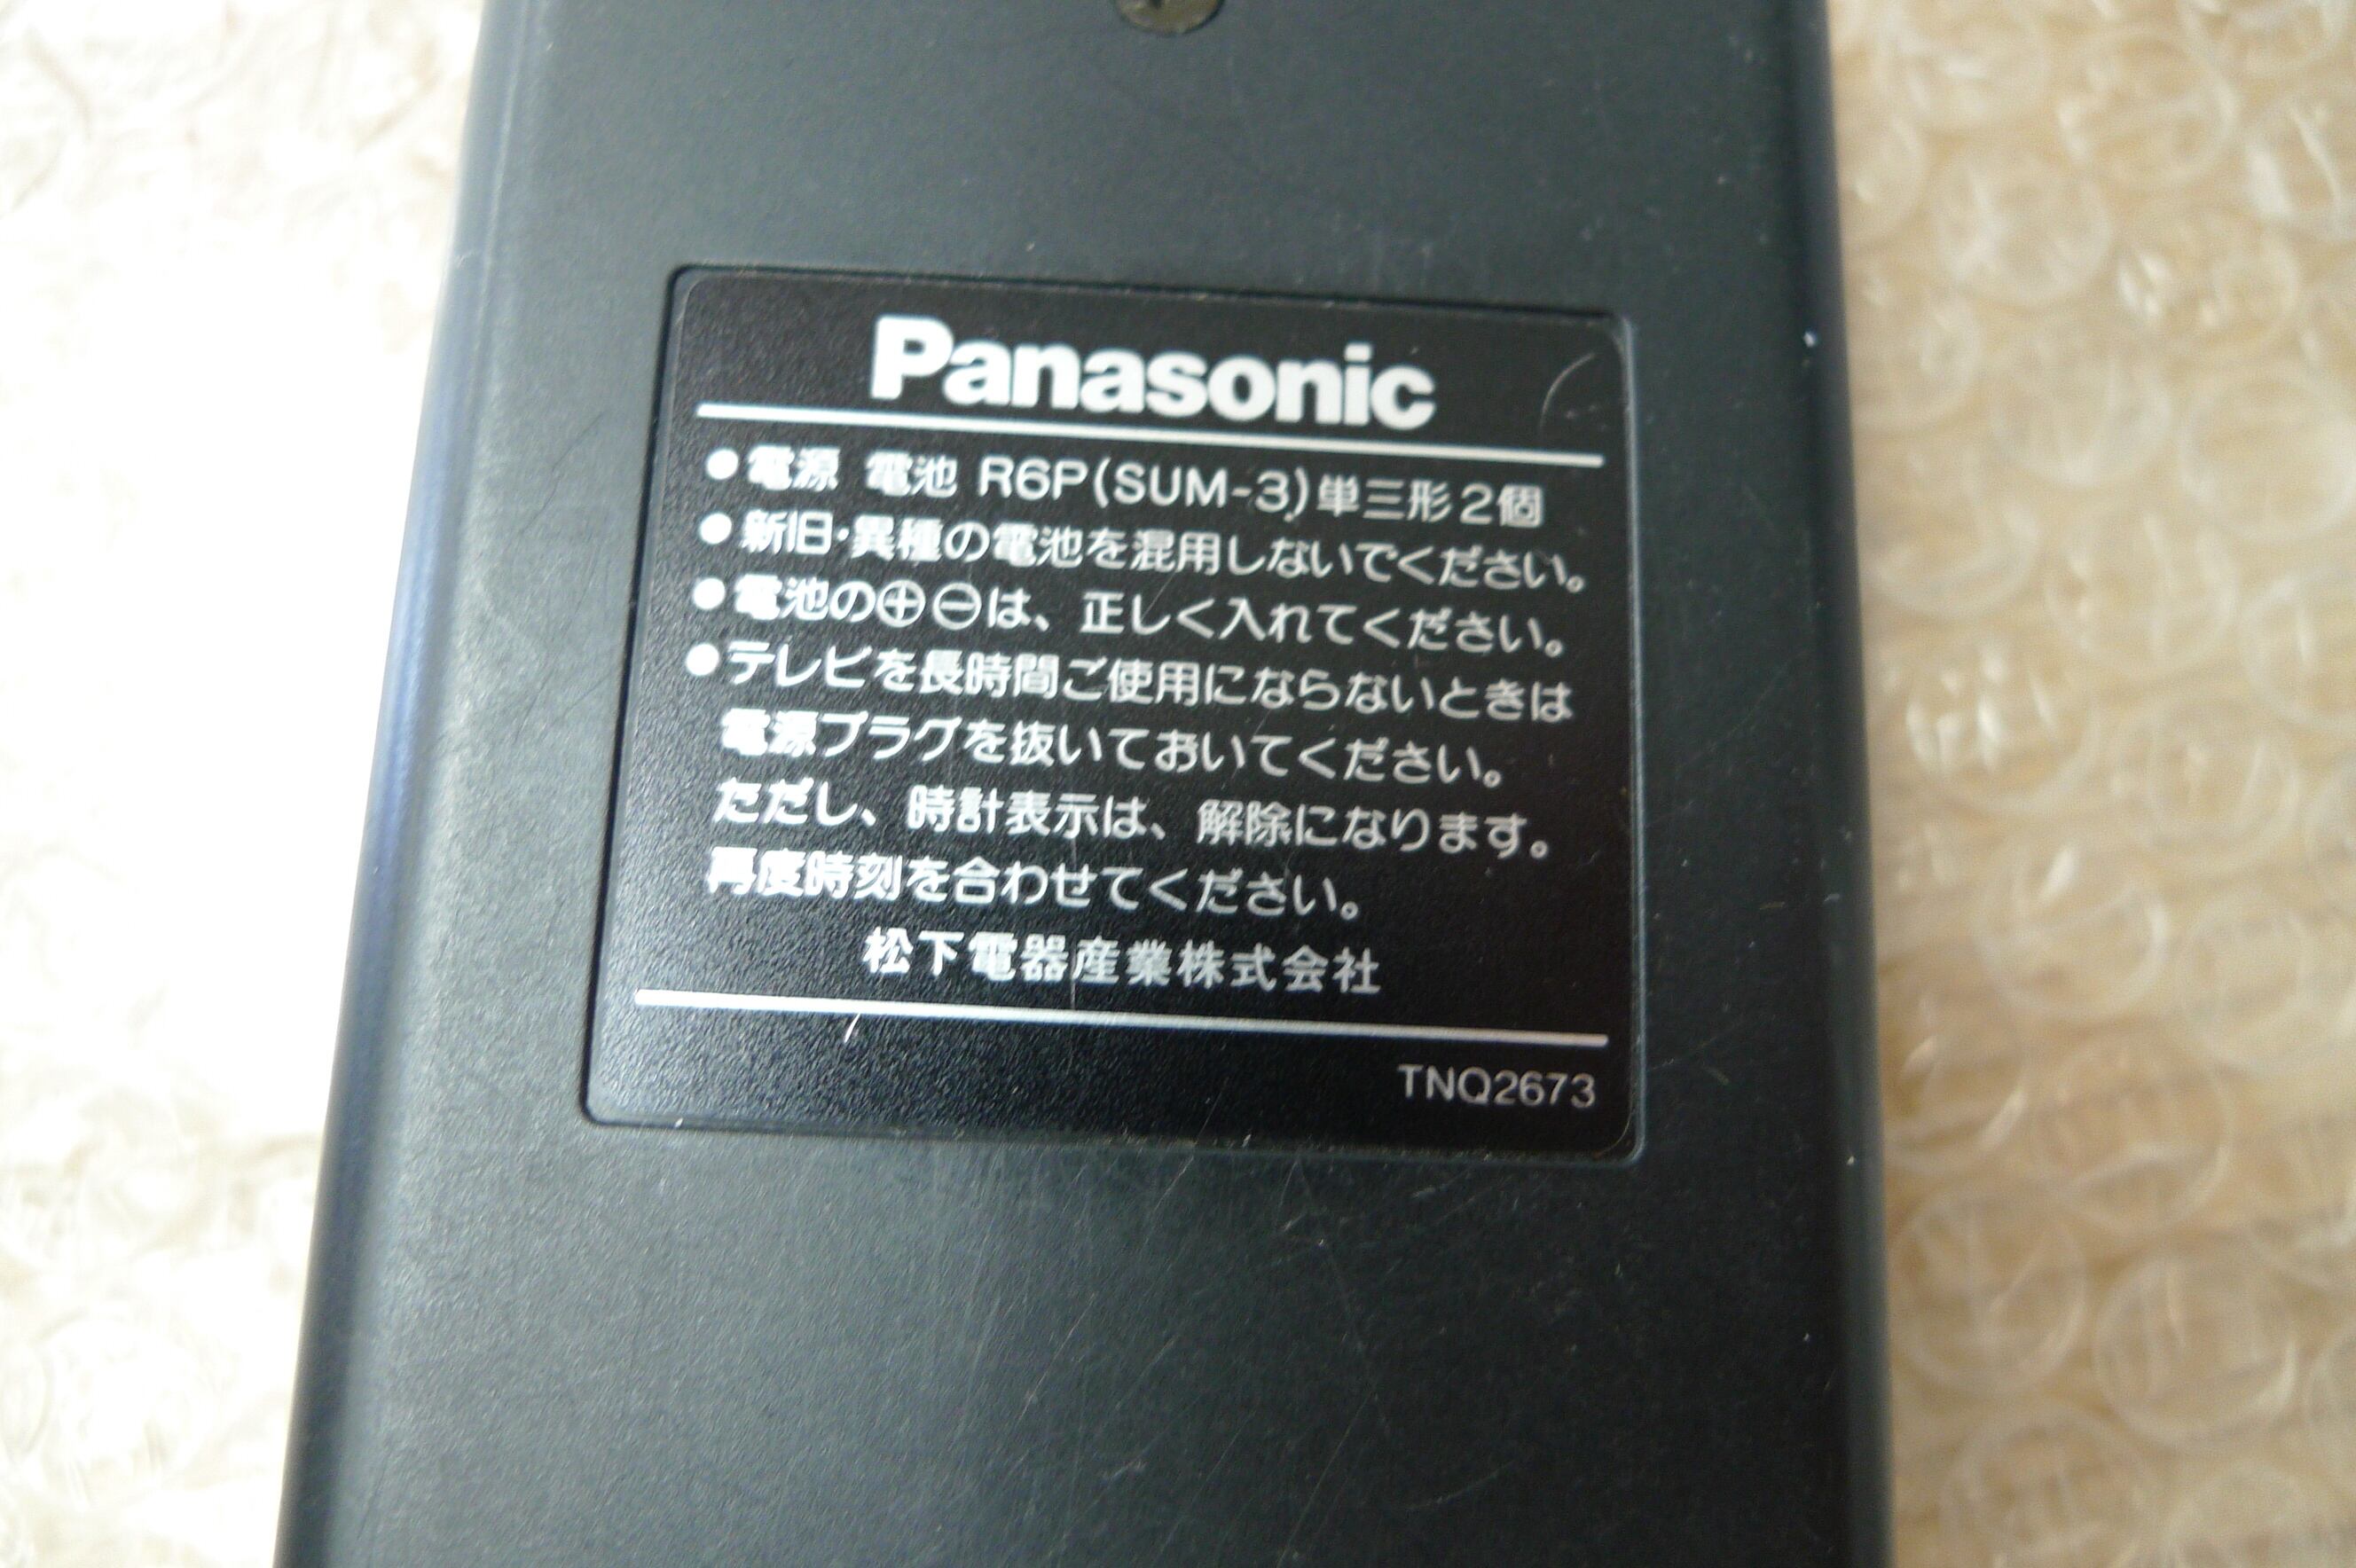 Panasonic
●電源 電池 R6P(SUM-3)単三形2個
●新旧・異種の電池を混用しないでください。
●電池の⊕⊖は、正しく入れてください。
●テレビを長時間ご使用にならないときは
電源プラグを抜いておいてください。
ただし、時計表示は、解除になります。
再度時刻を合わせてください。
松下電器産業株式会社
TNQ2673